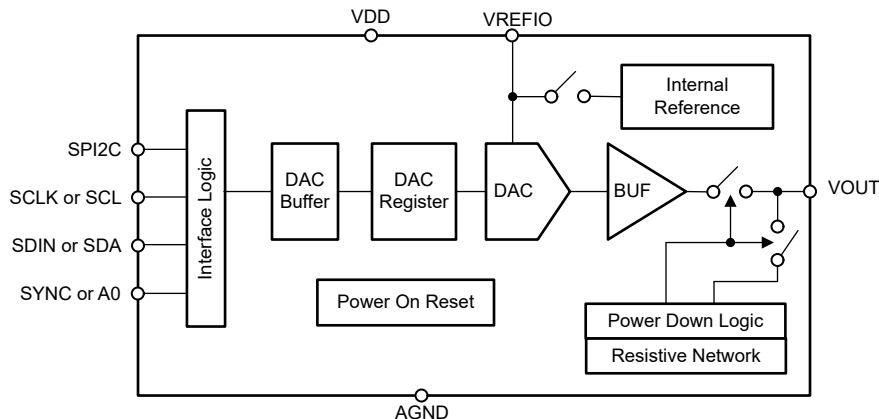 VDD
VREFIO
Internal
Reference
SPI2C
SCLK or SCL
SDIN or SDA
SYNC or A0
Interface Logic
DAC
Buffer
DAC
Register
DAC
BUF
VOUT
Power On Reset
Power Down Logic
Resistive Network
AGND